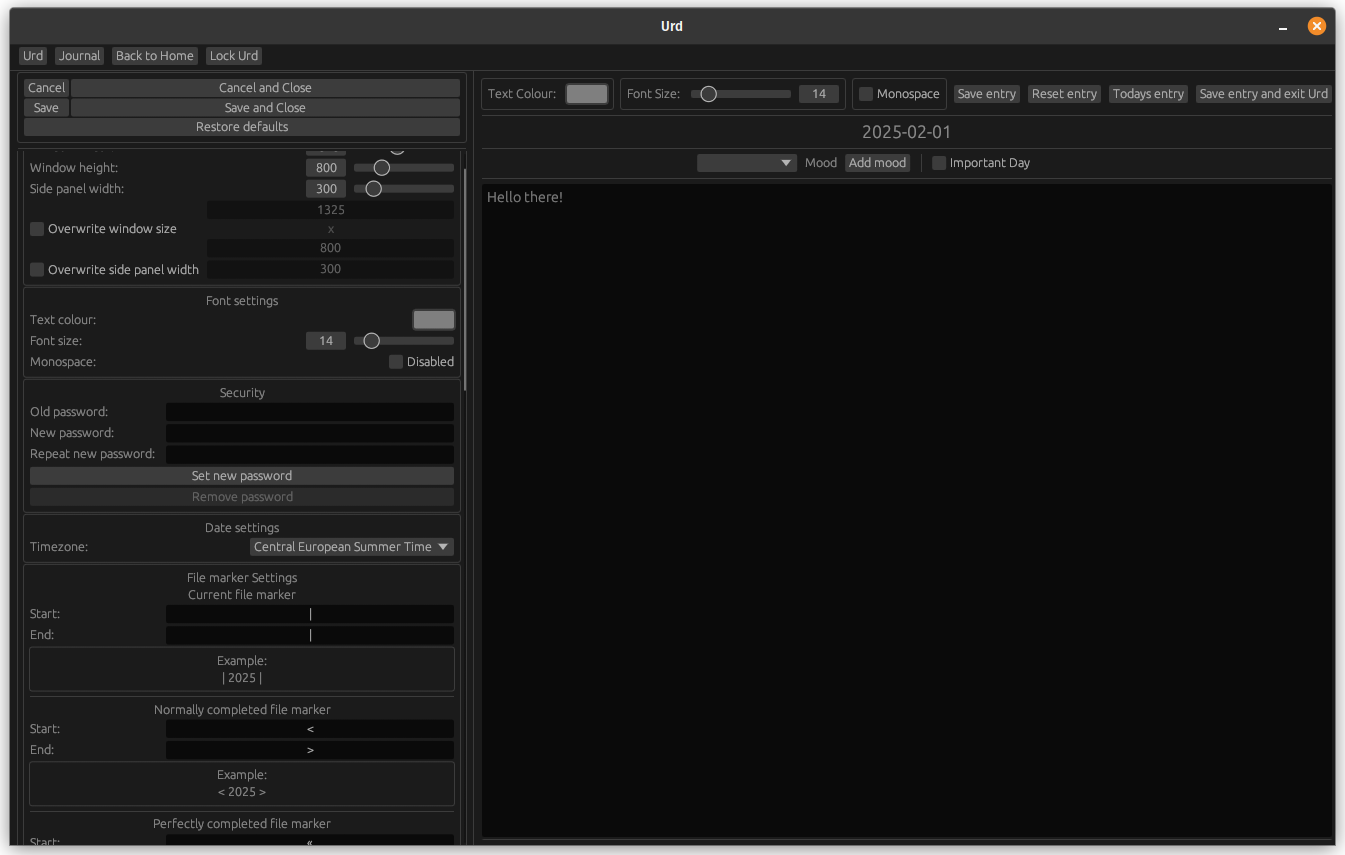 Urd
Urd Journal Back to Home Lock Urd
Cancel Cancel and Close
Save Save and Close
Restore defaults
Window height: 800
Side panel width: 300
1325
Overwrite window size x
800
Overwrite side panel width 300
Font settings
Text colour:
Font size: 14
Monospace: Disabled
Security
Old password:
New password:
Repeat new password:
Set new password
Remove password
Date settings
Timezone: Central European Summer Time
File marker Settings
Current file marker
Start: |
End: |
Example:
| 2025 |
Normally completed file marker
Start: <
End: >
Example:
< 2025 >
Perfectly completed file marker
Start: «
Text Colour: Font Size: 14 Monospace Save entry Reset entry Todays entry Save entry and exit Urd
2025-02-01
Mood Add mood Important Day
Hello there!